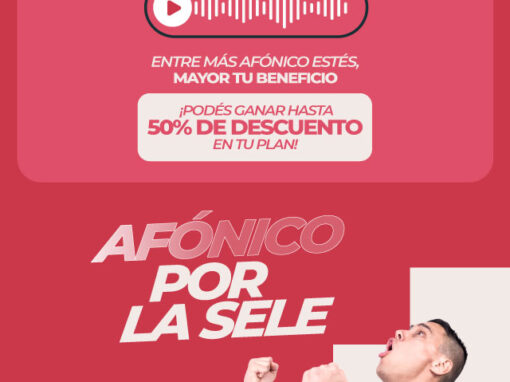 ENTRE MÁS AFÓNICO ESTÉS,
MAYOR TU BENEFICIO
¡PODÉS GANAR HASTA
50% DE DESCUENTO
EN TU PLAN!
AFÓNICO
POR
LA SELE